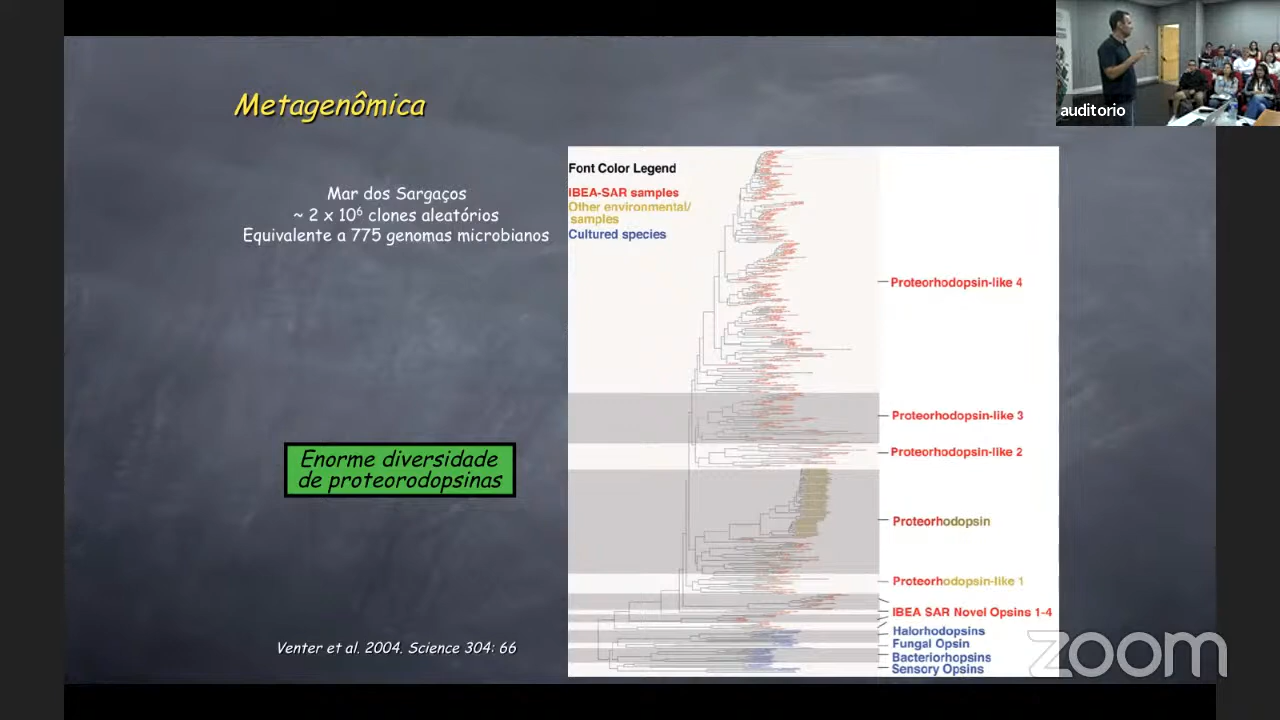 auditorio
Metagenômica
Mar dos Sargaços
~ 2 x 10⁶ clones aleatórios
Equivalente a 775 genomas microbianos
Enorme diversidade
de proteorodopsinas
Venter et al. 2004. Science 304: 66
Font Color Legend
IBEA-SAR samples
Other environmental/
samples
Cultured species
Proteorhodopsin-like 4
Proteorhodopsin-like 3
Proteorhodopsin-like 2
Proteorhodopsin
Proteorhodopsin-like 1
IBEA SAR Novel Opsins 1-4
Halorhodopsins
Fungal Opsin
Bacteriorhopsins
Sensory Opsins
zoom